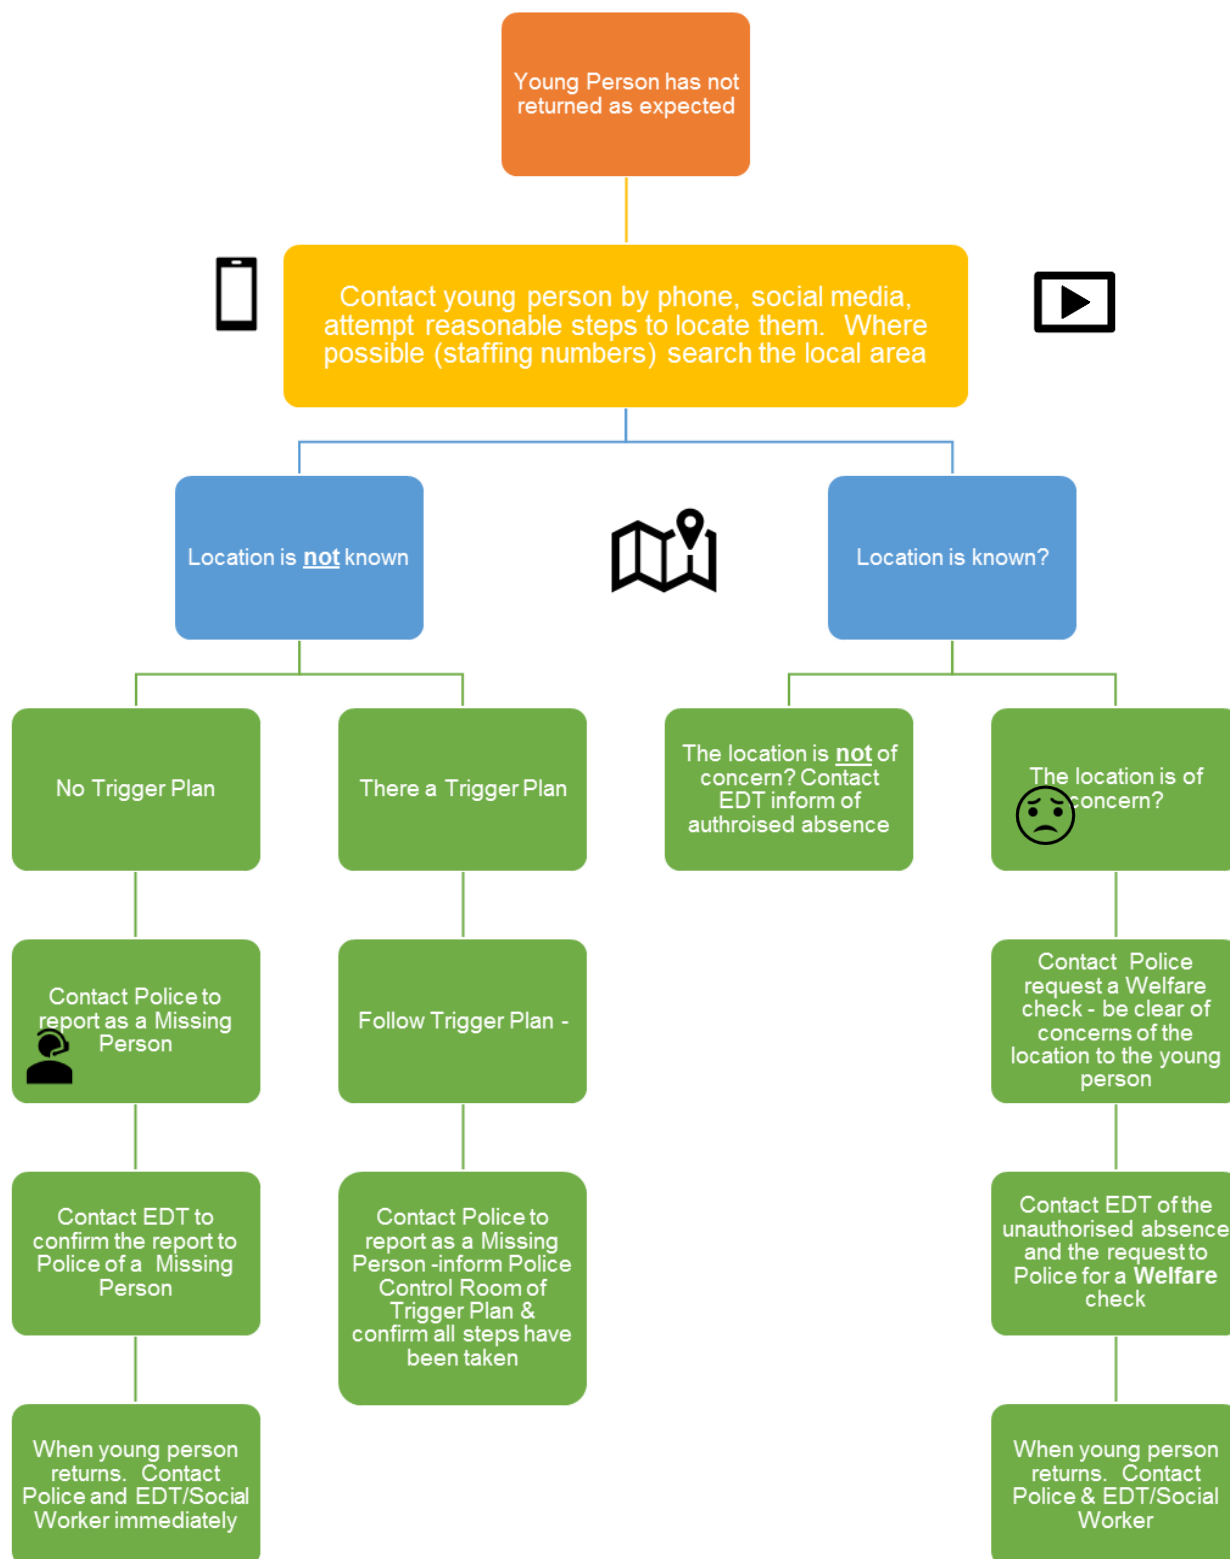 Young Person has not
returned as expected
Contact young person by phone, social media,
attempt reasonable steps to locate them. Where
possible (staffing numbers) search the local area
Location is not known
Location is known?
No Trigger Plan
There a Trigger Plan
The location is not of
concern? Contact
EDT inform of
authroised absence
The location is of
concern?
Contact Police to
report as a Missing
Person
Follow Trigger Plan -
Contact Police
request a Welfare
check - be clear of
concerns of the
location to the young
person
Contact EDT to
confirm the report to
Police of a Missing
Person
Contact Police to
report as a Missing
Person -inform Police
Control Room of
Trigger Plan &
confirm all steps have
been taken
Contact EDT of the
unauthorised absence
and the request to
Police for a Welfare
check
When young person
returns. Contact
Police and EDT/Social
Worker immediately
When young person
returns. Contact
Police & EDT/Social
Worker